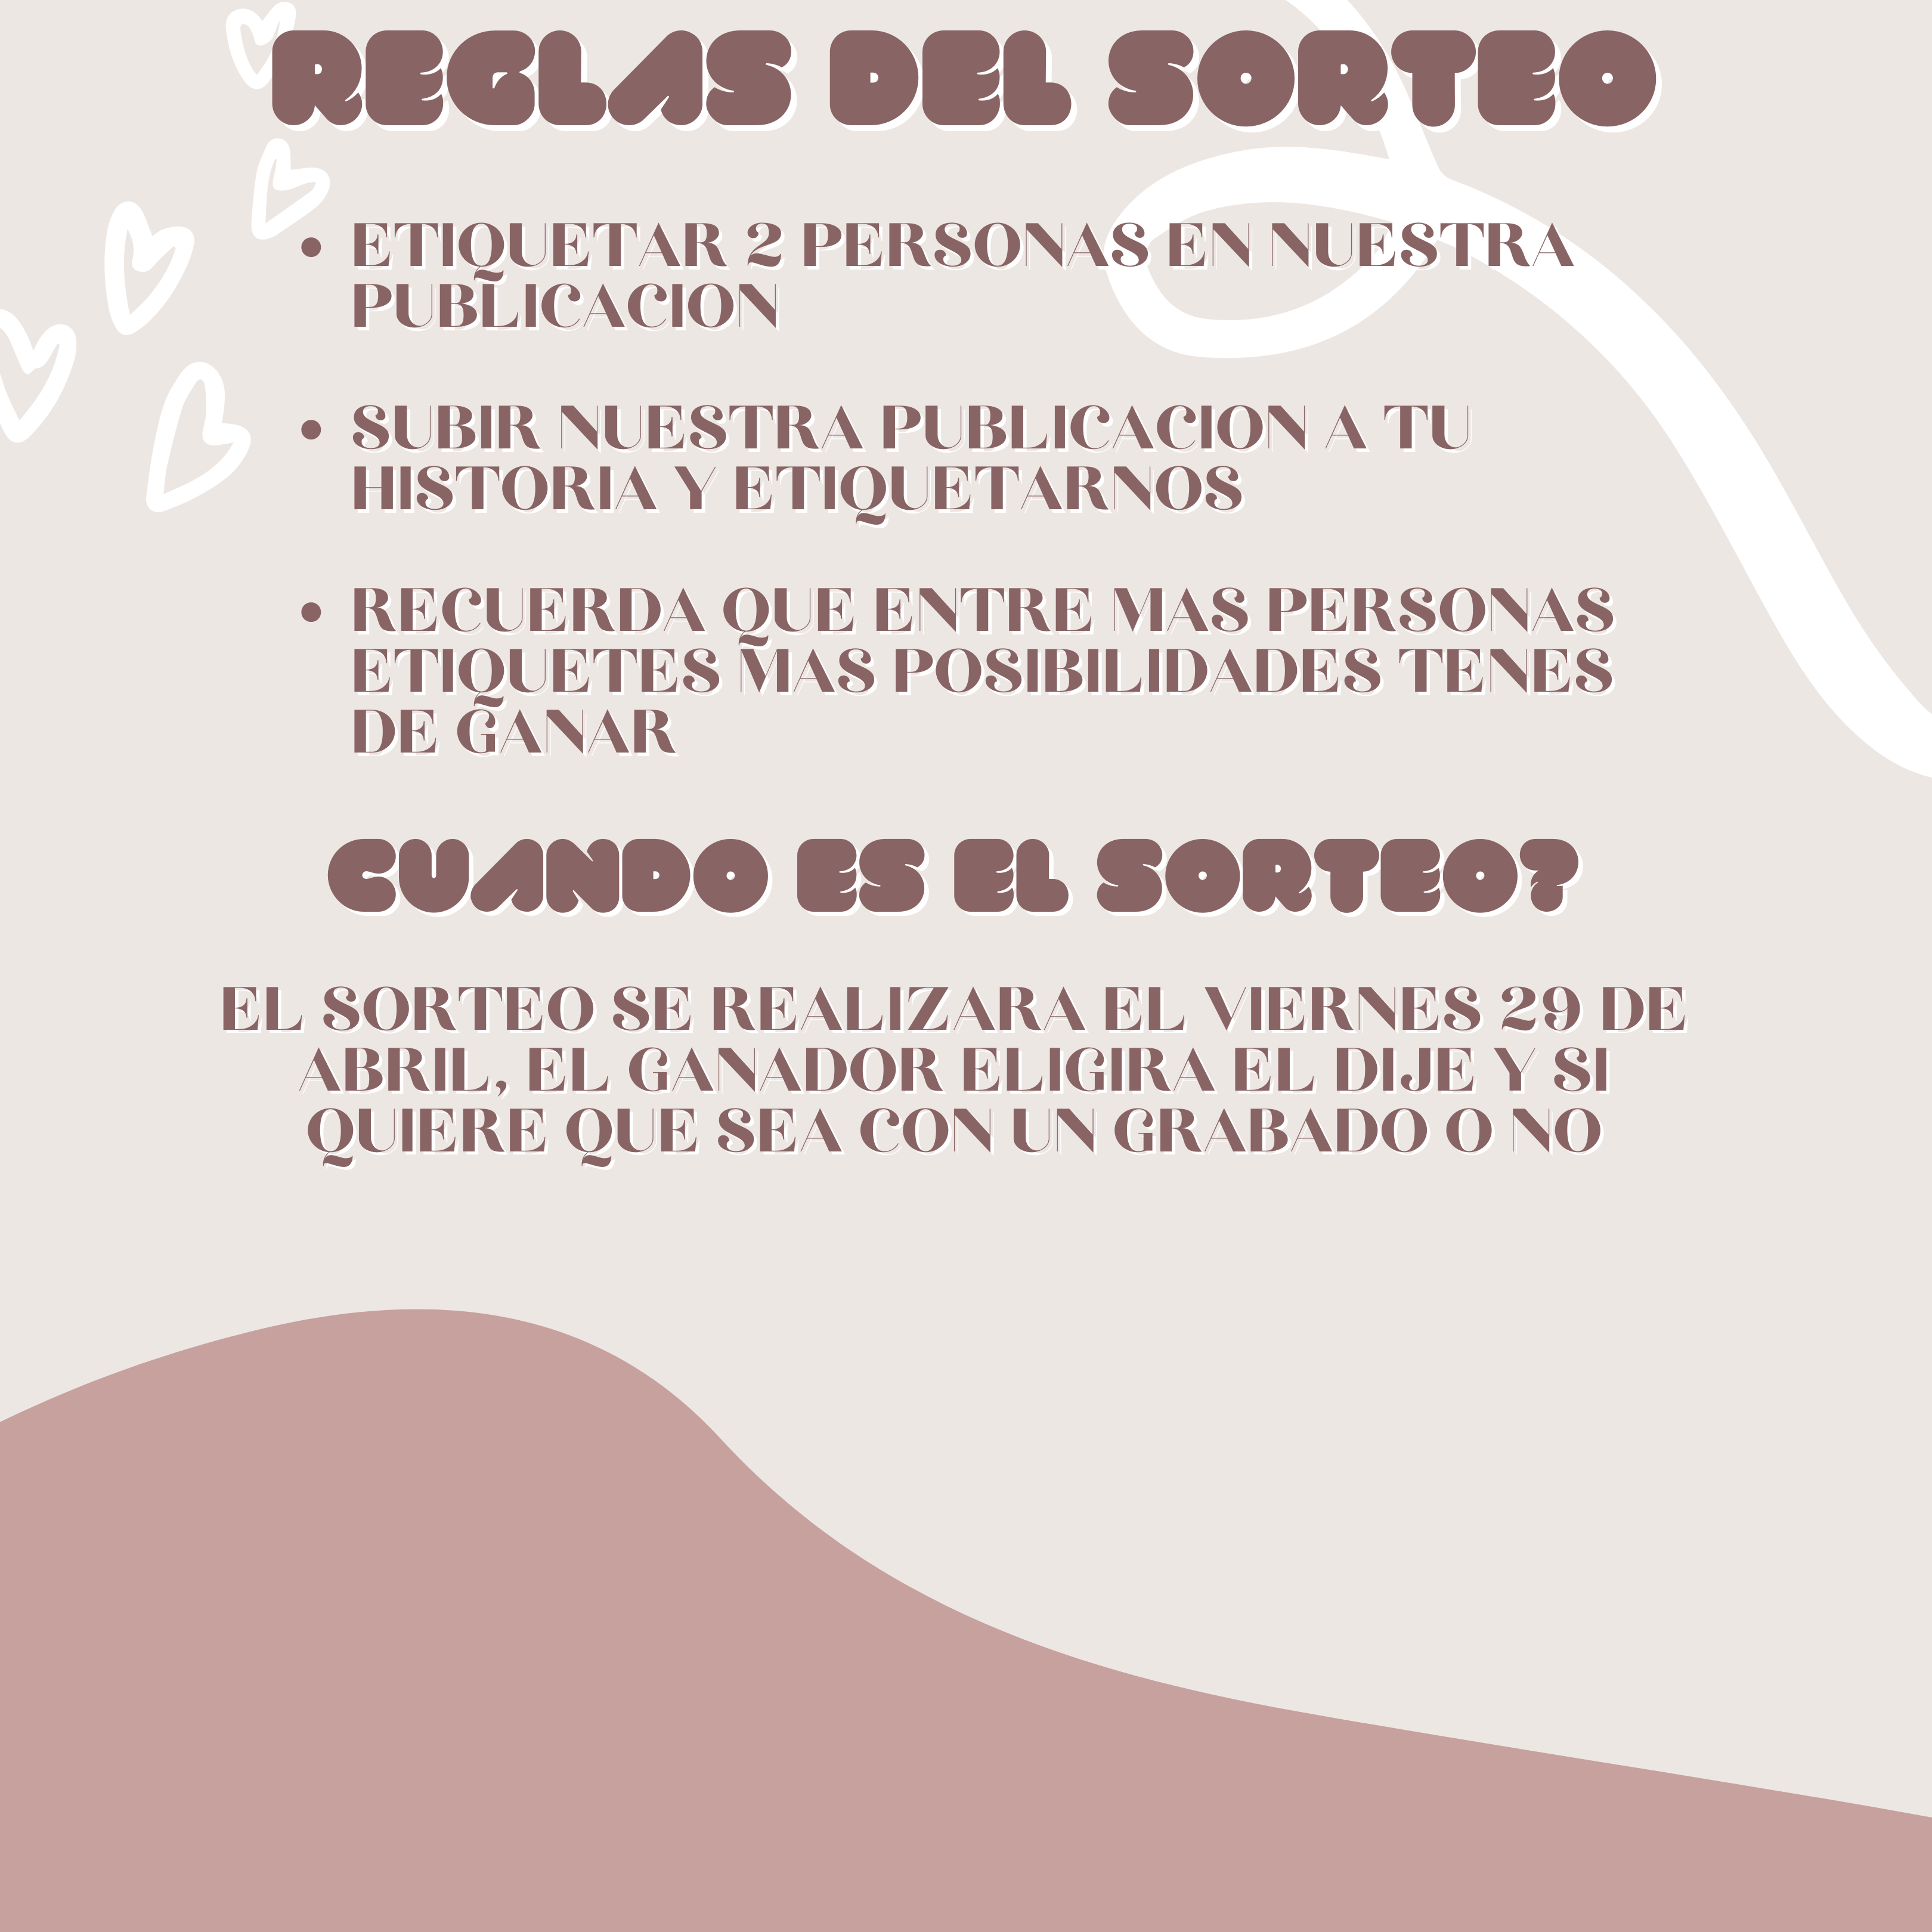 REGLAS DEL SORTEO
• ETIQUETAR 2 PERSONAS EN NUESTRA
PUBLICACION
• SUBIR NUESTRA PUBLICACION A TU
HISTORIA Y ETIQUETARNOS
• RECUERDA QUE ENTRE MAS PERSONAS
ETIQUETES MAS POSIBILIDADES TENES
DE GANAR
CUANDO ES EL SORTEO?
EL SORTEO SE REALIZARA EL VIERNES 29 DE
ABRIL, EL GANADOR ELIGIRA EL DIJE Y SI
QUIERE QUE SEA CON UN GRABADO O NO